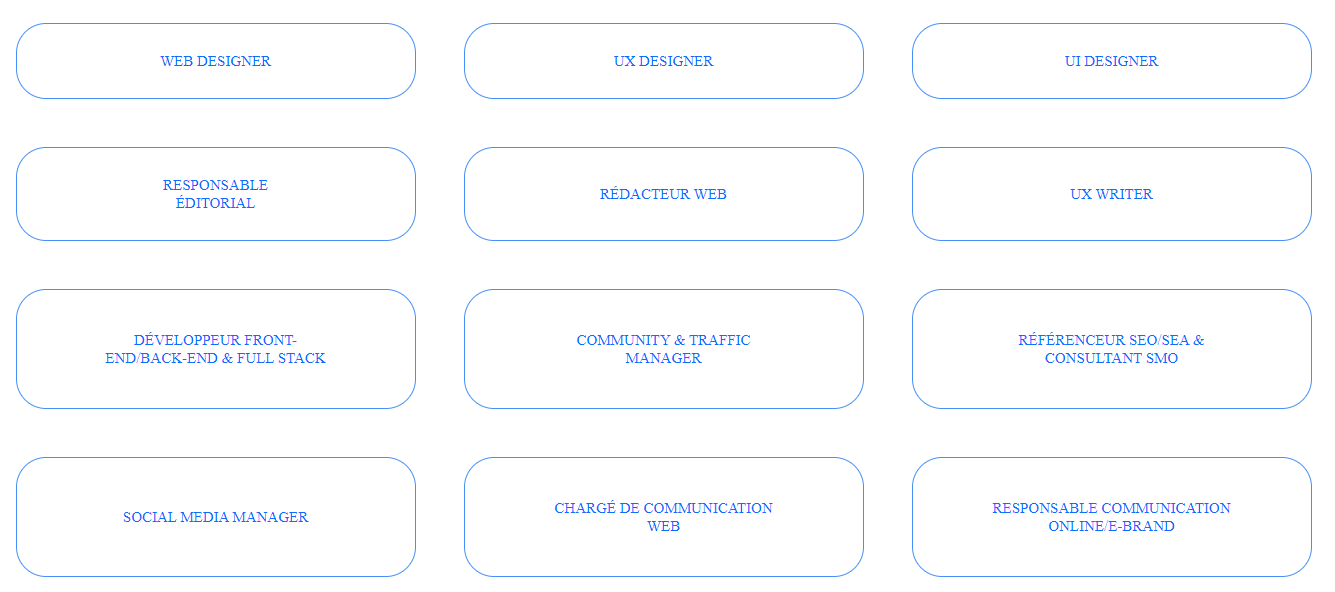 WEB DESIGNER
UX DESIGNER
UI DESIGNER
RESPONSABLE
ÉDITORIAL
RÉDACTEUR WEB
UX WRITER
DÉVELOPPEUR FRONT-
END/BACK-END & FULL STACK
COMMUNITY & TRAFFIC
MANAGER
RÉFÉRENCEUR SEO/SEA &
CONSULTANT SMO
SOCIAL MEDIA MANAGER
CHARGÉ DE COMMUNICATION
WEB
RESPONSABLE COMMUNICATION
ONLINE/E-BRAND